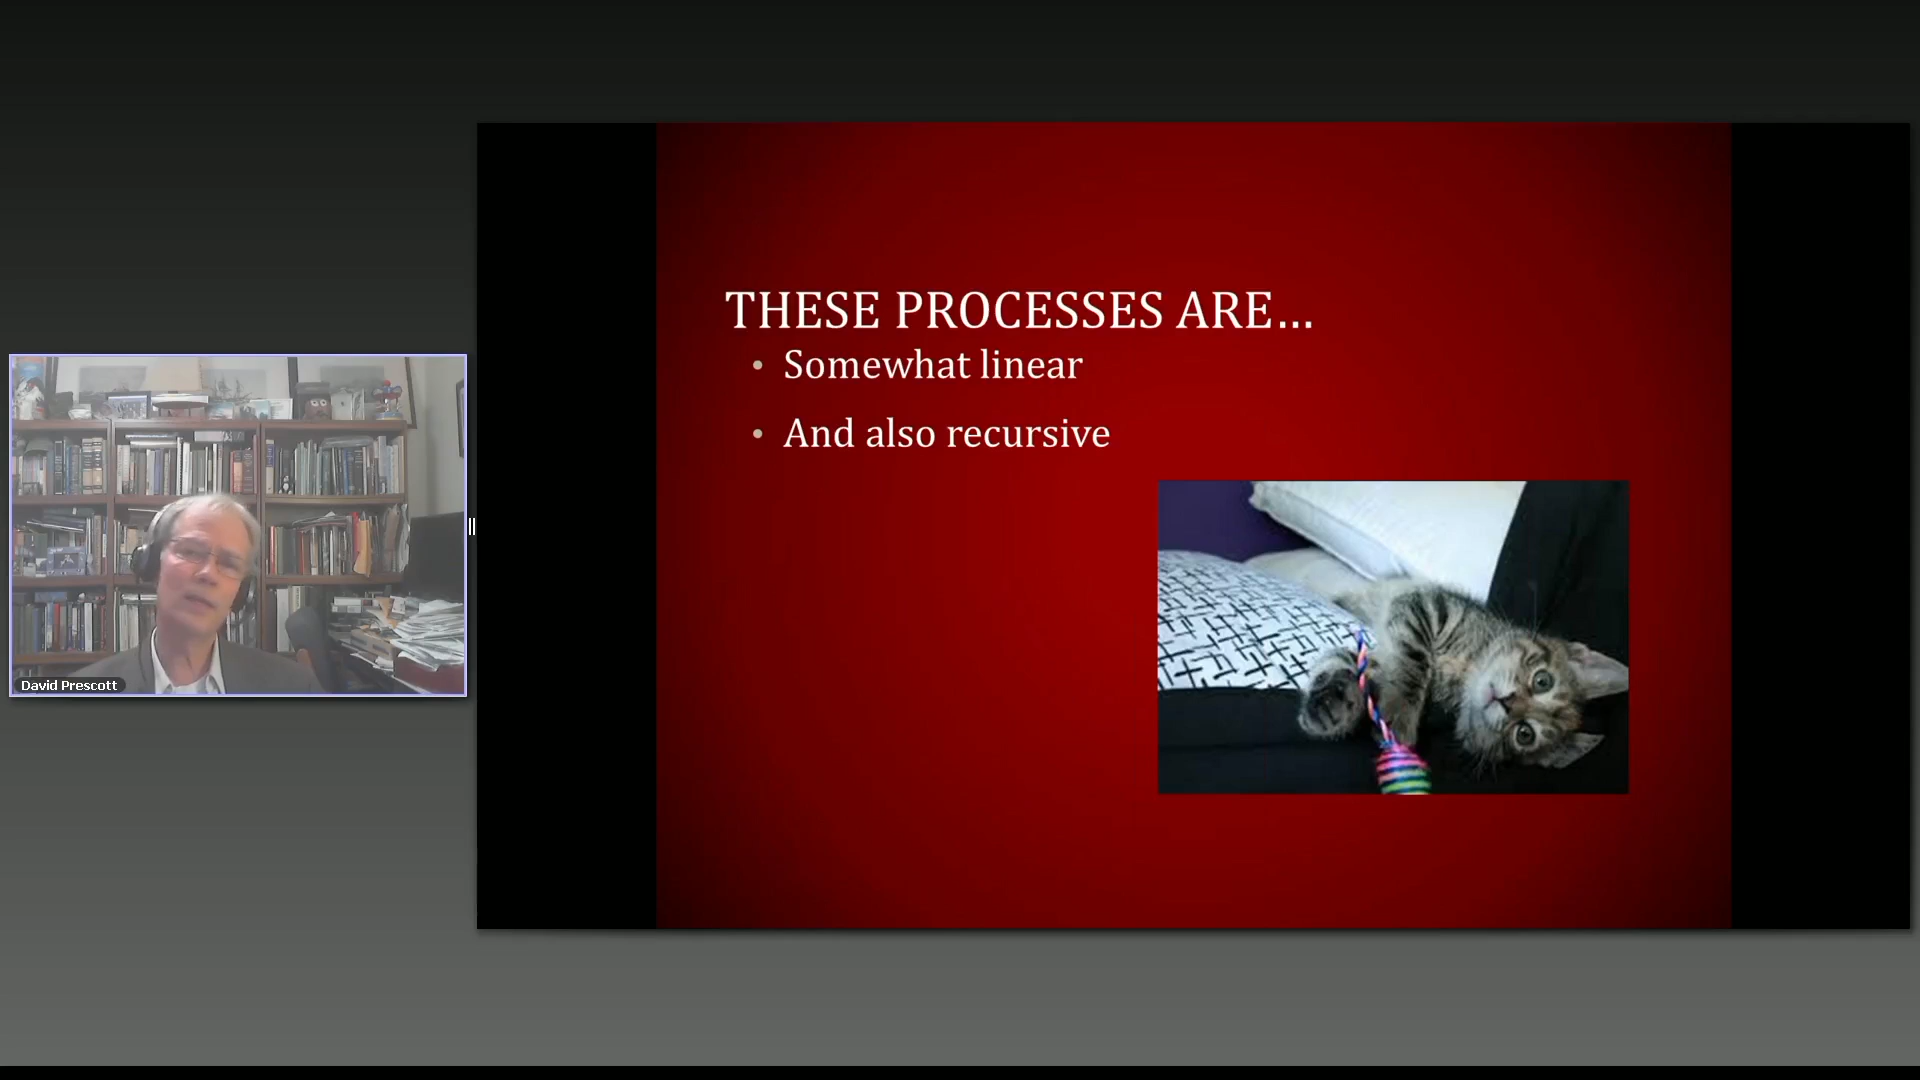 THESE PROCESSES ARE...
• Somewhat linear
• And also recursive
David Prescott